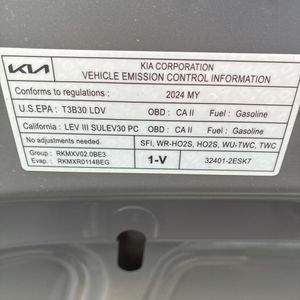 KIA
KIA CORPORATION
VEHICLE EMISSION CONTROL INFORMATION
Conforms to regulations : 2024 MY
U.S.EPA : T3B30 LDV OBD : CA II Fuel : Gasoline
California : LEV III SULEV30 PC OBD : CA II Fuel : Gasoline
No adjustments needed. SFI, WR-HO2S, HO2S, WU-TWC, TWC
Group : RKMXV02.0BE3
Evap. : RKMXR0114BEG
1-V
32401-2ESK7